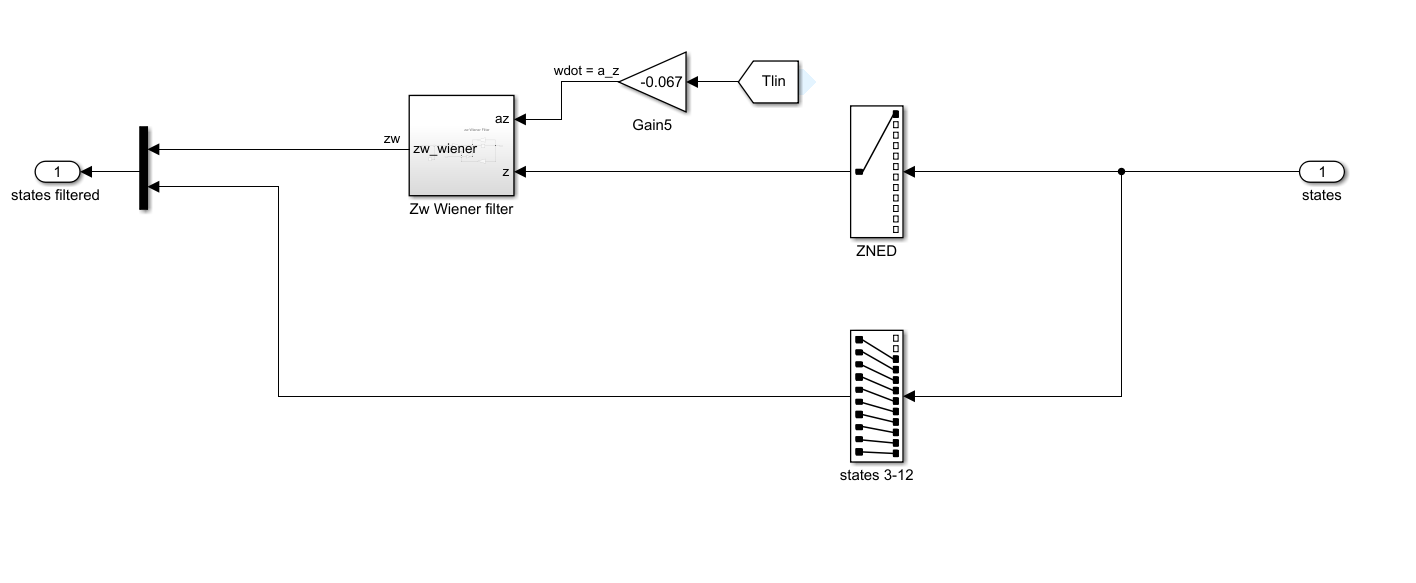 wdot = a_z
-0.067
Tlin
Gain5
az
zw
zw_wiener
z
Zw Wiener filter
1
states filtered
ZNED
1
states
states 3-12